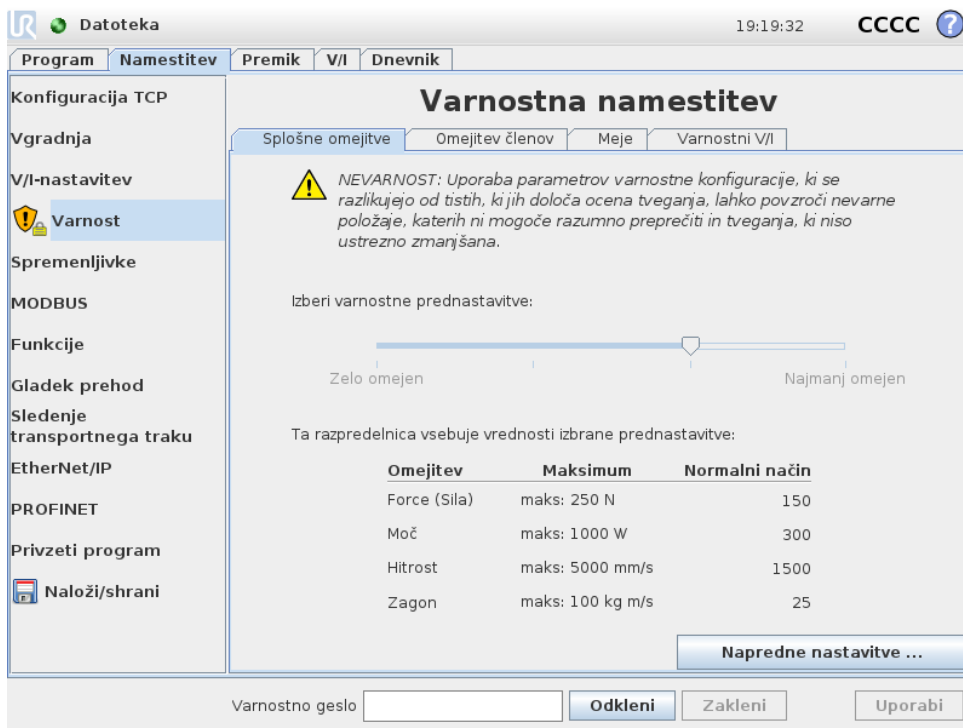 UR Datoteka 19:19:32 CCCC ?
Program Namestitev Premik V/I Dnevnik
Konfiguracija TCP
Vgradnja
V/I-nastavitev
Varnost
Spremenljivke
MODBUS
Funkcije
Gladek prehod
Sledenje
transportnega traku
EtherNet/IP
PROFINET
Privzeti program
Naloži/shrani
Varnostna namestitev
Splošne omejitve Omejitev členov Meje Varnostni V/I
NEVARNOST: Uporaba parametrov varnostne konfiguracije, ki se
razlikujejo od tistih, ki jih določa ocena tveganja, lahko povzroči nevarne
položaje, katerih ni mogoče razumno preprečiti in tveganja, ki niso
ustrezno zmanjšana.
Izberi varnostne prednastavitve:
Zelo omejen Najmanj omejen
Ta razpredelnica vsebuje vrednosti izbrane prednastavitve:
Omejitev Maksimum Normalni način
Force (Sila) maks: 250 N 150
Moč maks: 1000 W 300
Hitrost maks: 5000 mm/s 1500
Zagon maks: 100 kg m/s 25
Napredne nastavitve ...
Varnostno geslo Odkleni Zakleni Uporabi